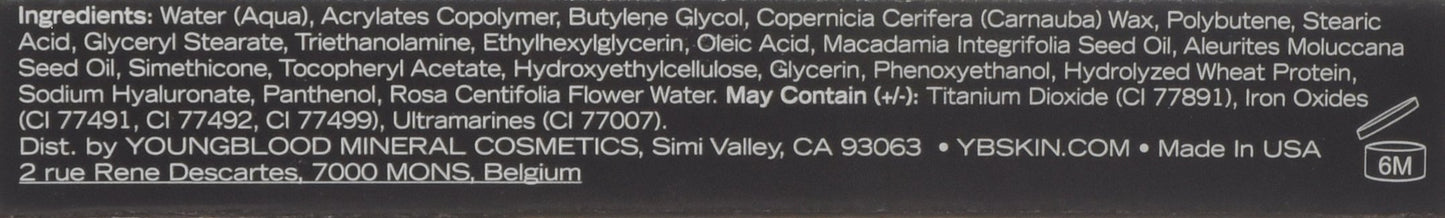 Ingredients: Water (Aqua), Acrylates Copolymer, Butylene Glycol, Copernicia Cerifera (Carnauba) Wax, Polybutene, Stearic
Acid, Glyceryl Stearate, Triethanolamine, Ethylhexylglycerin, Oleic Acid, Macadamia Integrifolia Seed Oil, Aleurites Moluccana
Seed Oil, Simethicone, Tocopheryl Acetate, Hydroxyethylcellulose, Glycerin, Phenoxyethanol, Hydrolyzed Wheat Protein,
Sodium Hyaluronate, Panthenol, Rosa Centifolia Flower Water. May Contain (+/-): Titanium Dioxide (CI 77891), Iron Oxides
(CI 77491, CI 77492, CI 77499), Ultramarines (CI 77007).
Dist. by YOUNGBLOOD MINERAL COSMETICS, Simi Valley, CA 93063 • YBSKIN.COM • Made In USA
2 rue Rene Descartes, 7000 MONS, Belgium
6M